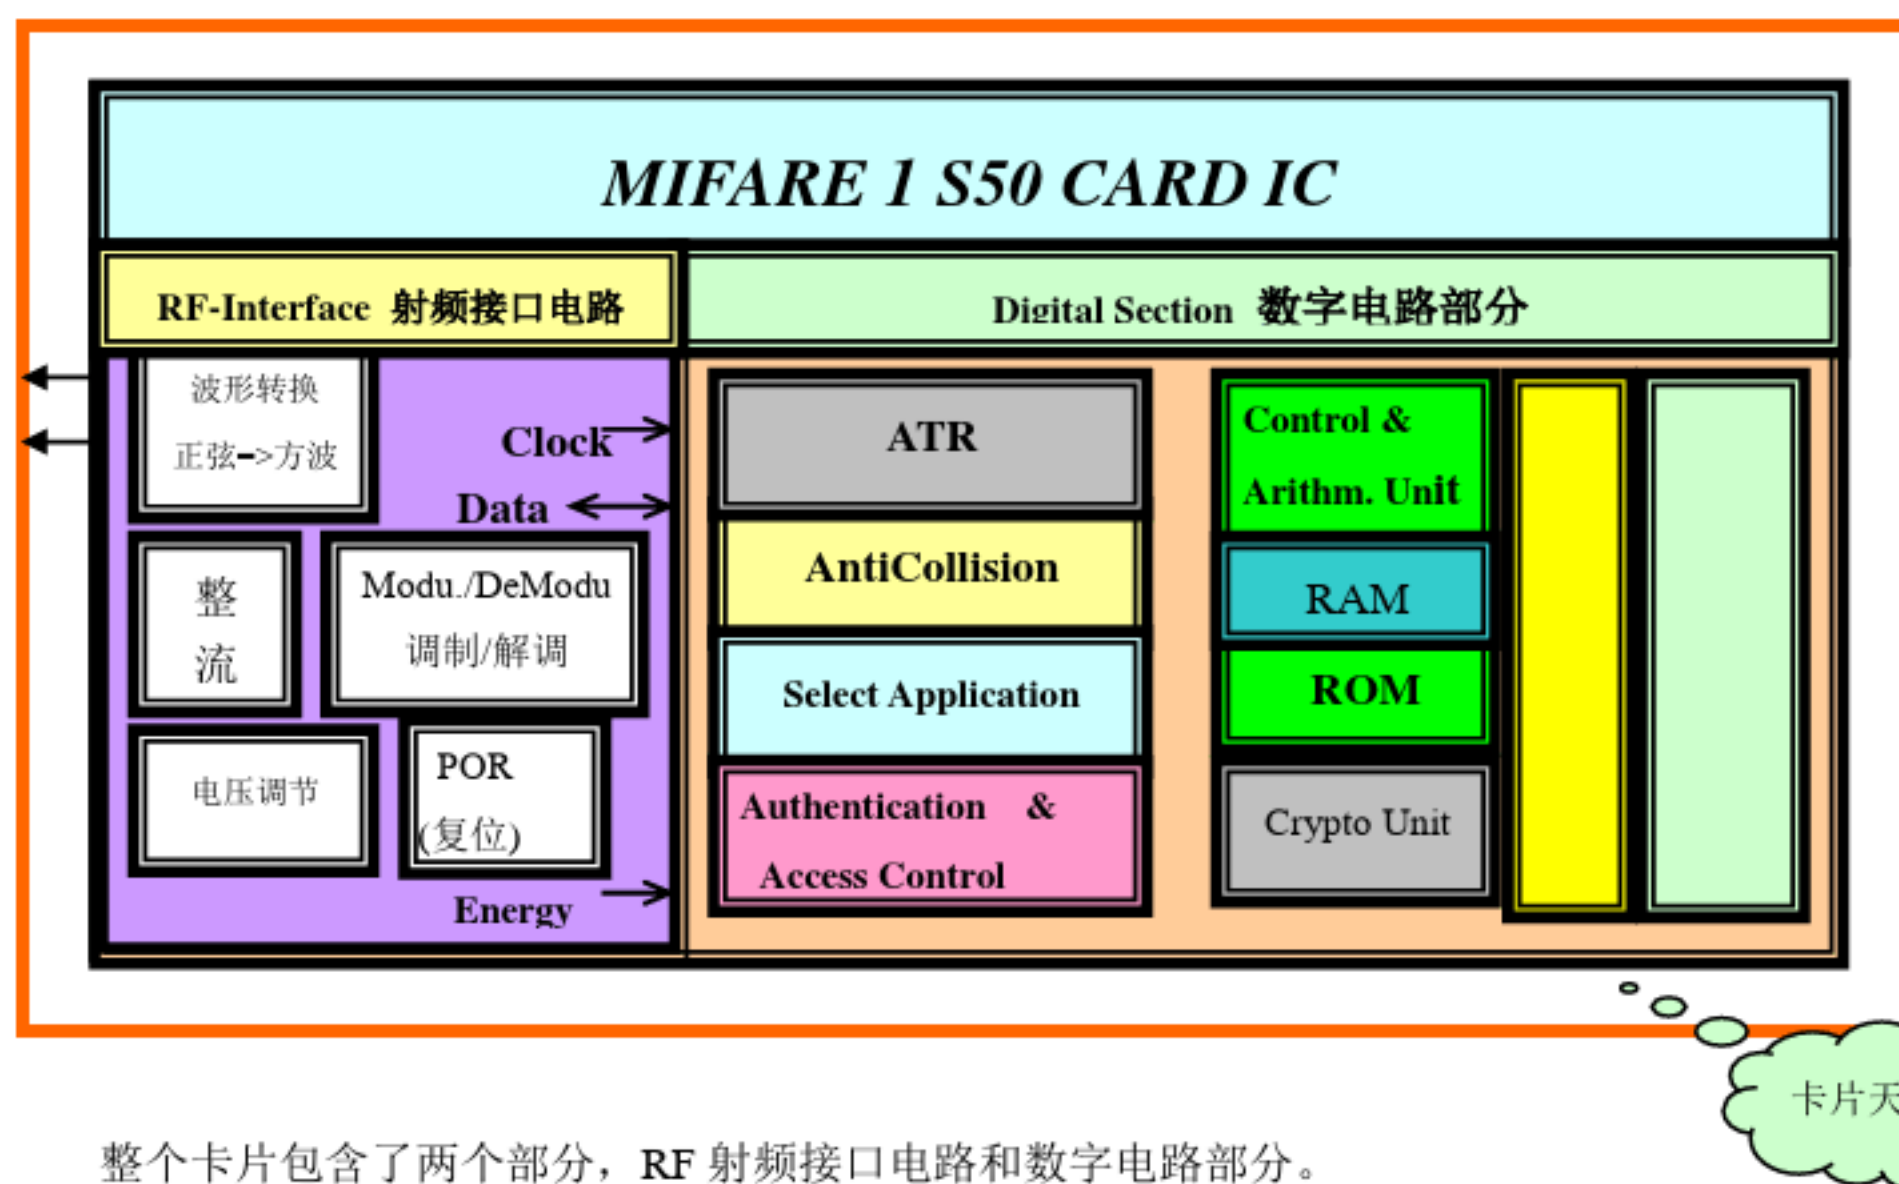 MIFARE 1 S50 CARD IC
RF-Interface 射频接口电路
Digital Section 数字电路部分
波形转换
正弦->方波
Clock
Data
整
流
Modu./DeModu
调制/解调
电压调节
POR
(复位)
Energy
ATR
AntiCollision
Select Application
Authentication &
Access Control
Control &
Arithm. Unit
RAM
ROM
Crypto Unit
卡片天
整个卡片包含了两个部分，RF 射频接口电路和数字电路部分。